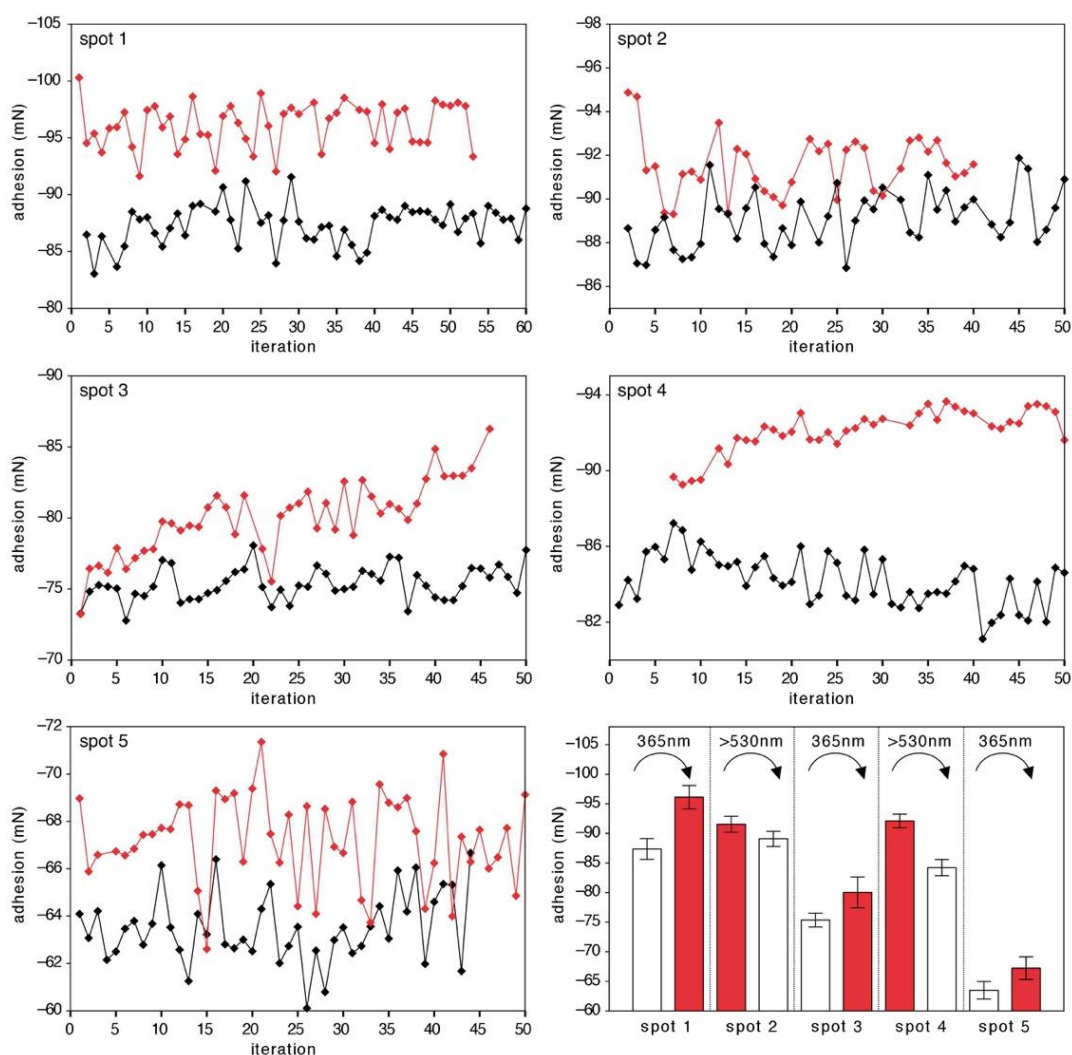 spot 1
adhesion (mN)
−105
−100
−95
−90
−85
−80
0 5 10 15 20 25 30 35 40 45 50 55 60
iteration
spot 2
adhesion (mN)
−98
−96
−94
−92
−90
−88
−86
0 5 10 15 20 25 30 35 40 45 50
iteration
spot 3
adhesion (mN)
−90
−85
−80
−75
−70
0 5 10 15 20 25 30 35 40 45 50
iteration
spot 4
adhesion (mN)
−94
−90
−86
−82
0 5 10 15 20 25 30 35 40 45 50
iteration
spot 5
adhesion (mN)
−72
−70
−68
−66
−64
−62
−60
0 5 10 15 20 25 30 35 40 45 50
iteration
365nm >530nm 365nm >530nm 365nm
adhesion (mN)
−105
−100
−95
−90
−85
−80
−75
−70
−65
−60
spot 1 spot 2 spot 3 spot 4 spot 5